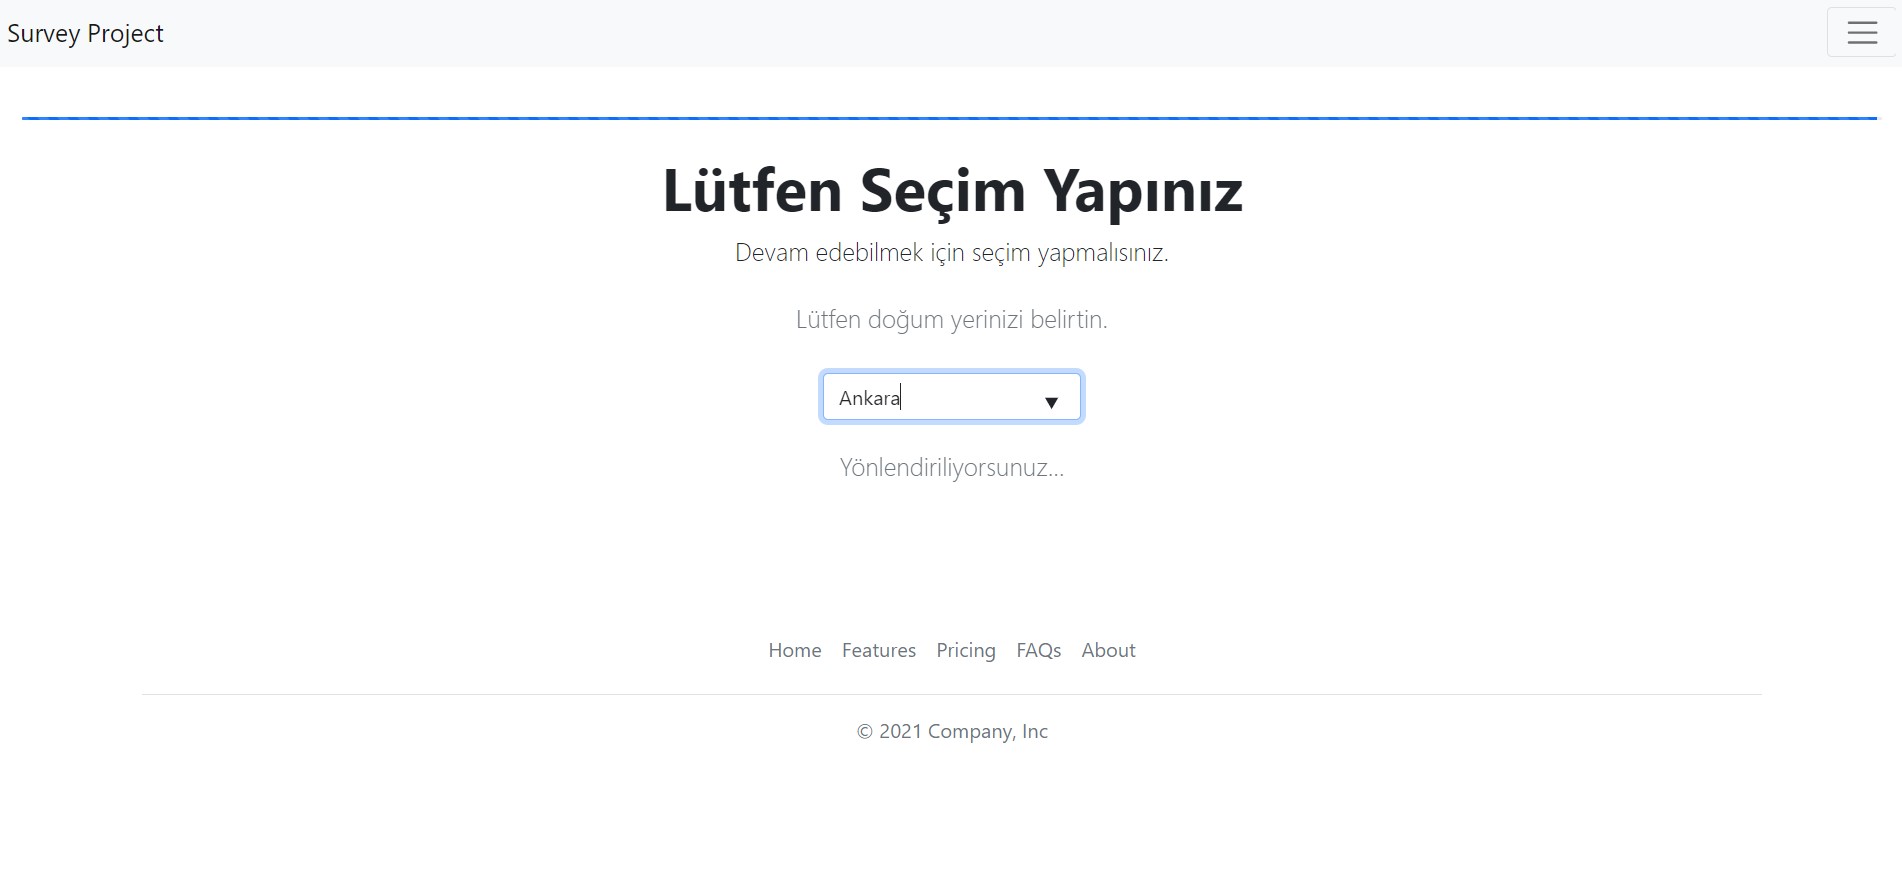 Survey Project
Lütfen Seçim Yapınız
Devam edebilmek için seçim yapmalısınız.
Lütfen doğum yerinizi belirtin.
Ankara
Yönlendiriliyorsunuz...
Home Features Pricing FAQs About
© 2021 Company, Inc